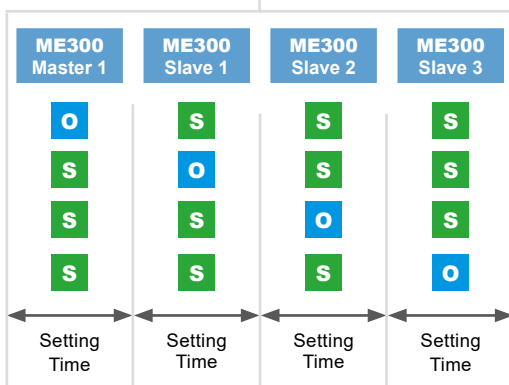 ME300 ME300 ME300 ME300
Master 1 Slave 1 Slave 2 Slave 3
O S S S
S O S S
S S O S
S S S O
Setting Setting Setting Setting
Time Time Time Time